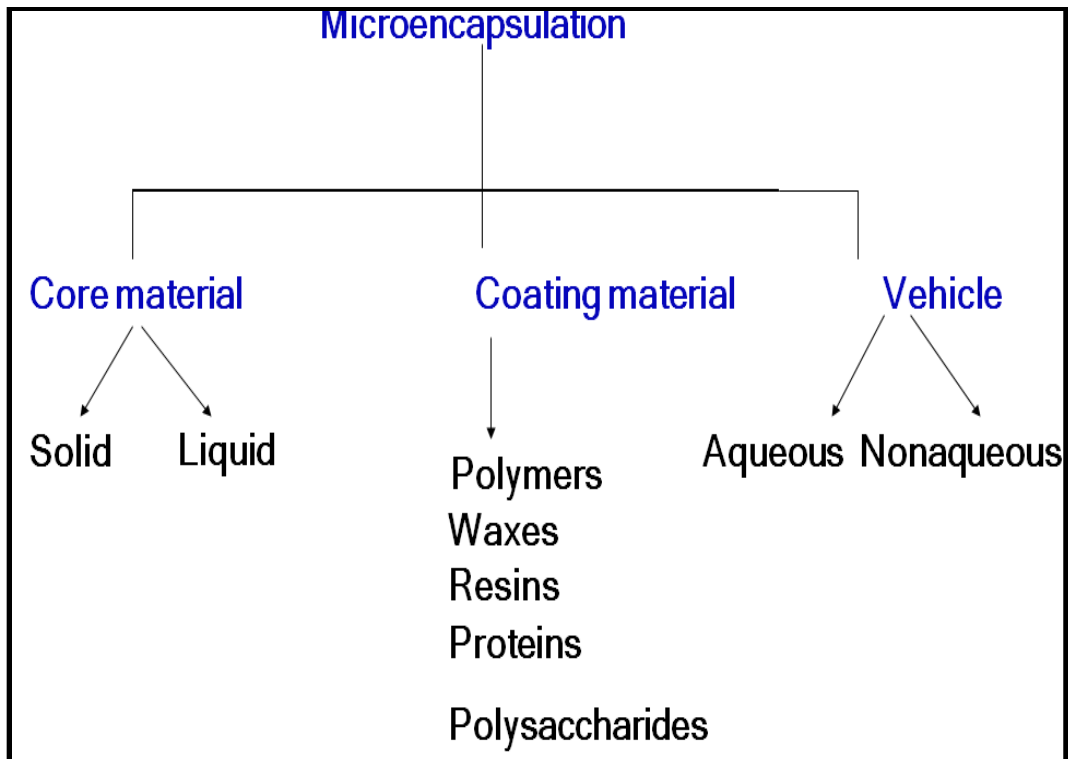 Microencapsulation
Core material
Coating material
Vehicle
Solid
Liquid
Polymers
Waxes
Resins
Proteins
Polysaccharides
Aqueous
Nonaqueous